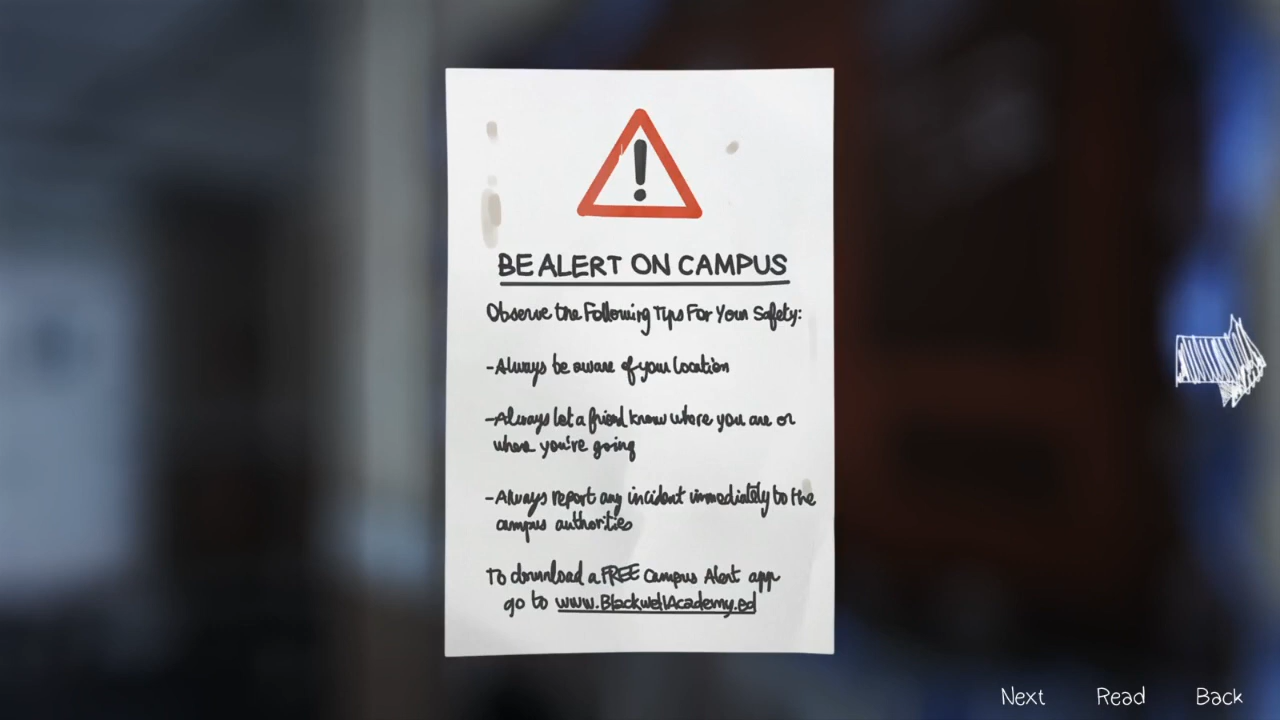 !
BE ALERT ON CAMPUS
Observe the Following Tips For Your Safety:
-Always be aware of your location
-Always let a friend know where you are or
where you're going
-Always report any incident immediately to the
campus authorities
To download a FREE Campus Alert app
go to www.BlackwellAcademy.ed
Next Read Back